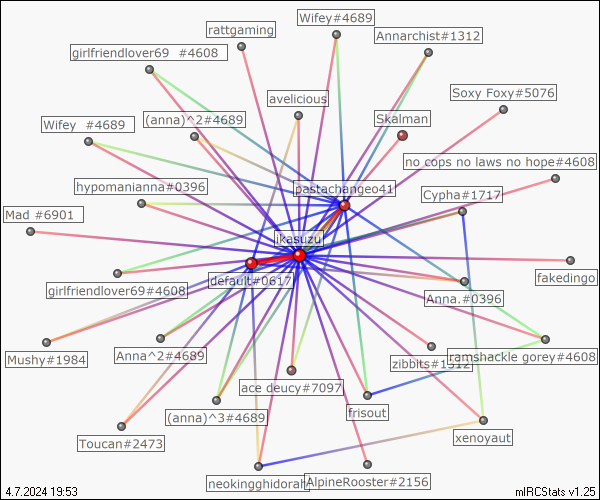 Wifey#4689
rattgaming
Annarchist#1312
girlfriendlover69 #4608
Soxy Foxy#5076
avelicious
(anna)^2#4689
Skalman
Wifey #4689
no cops no laws no hope#4608
hypomanianna#0396
pastachangeo41
Cypha#1717
Mad #6901
ikasuzu
default#0617
fakedingo
girlfriendlover69#4608
Anna.#0396
Mushy#1984
Anna^2#4689
zibbits#1312
ramshackle gorey#4608
ace deucy#7097
(anna)^3#4689
frisout
Toucan#2473
xenoyaut
neokingghidorah
AlpineRooster#2156
4.7.2024 19:53
mIRCStats v1.25